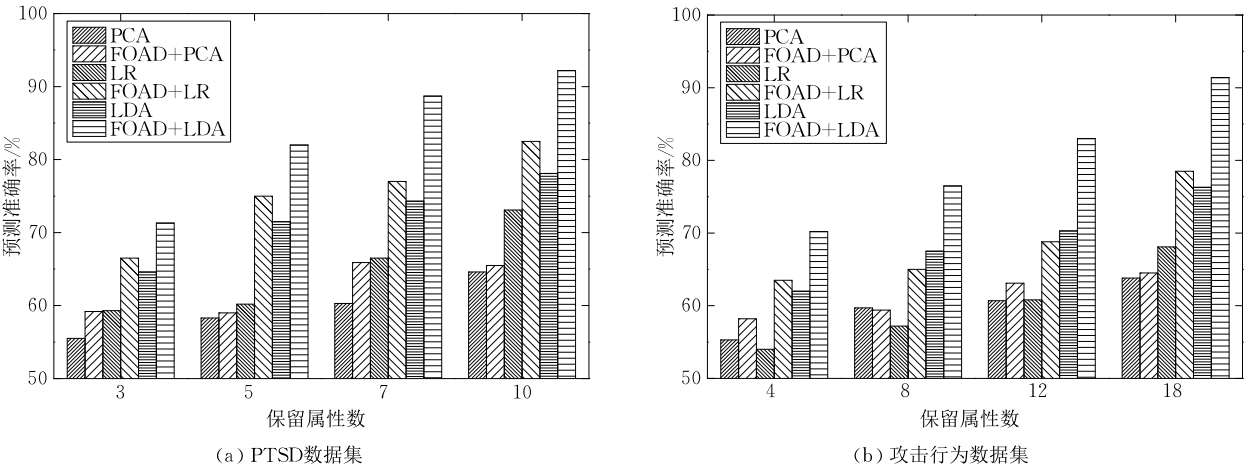 100
90
80
70
60
50
预测准确率/%
PCA
FOAD+PCA
LR
FOAD+LR
LDA
FOAD+LDA
3
5
7
10
保留属性数
(a) PTSD数据集
100
90
80
70
60
50
预测准确率/%
PCA
FOAD+PCA
LR
FOAD+LR
LDA
FOAD+LDA
4
8
12
18
保留属性数
(b) 攻击行为数据集